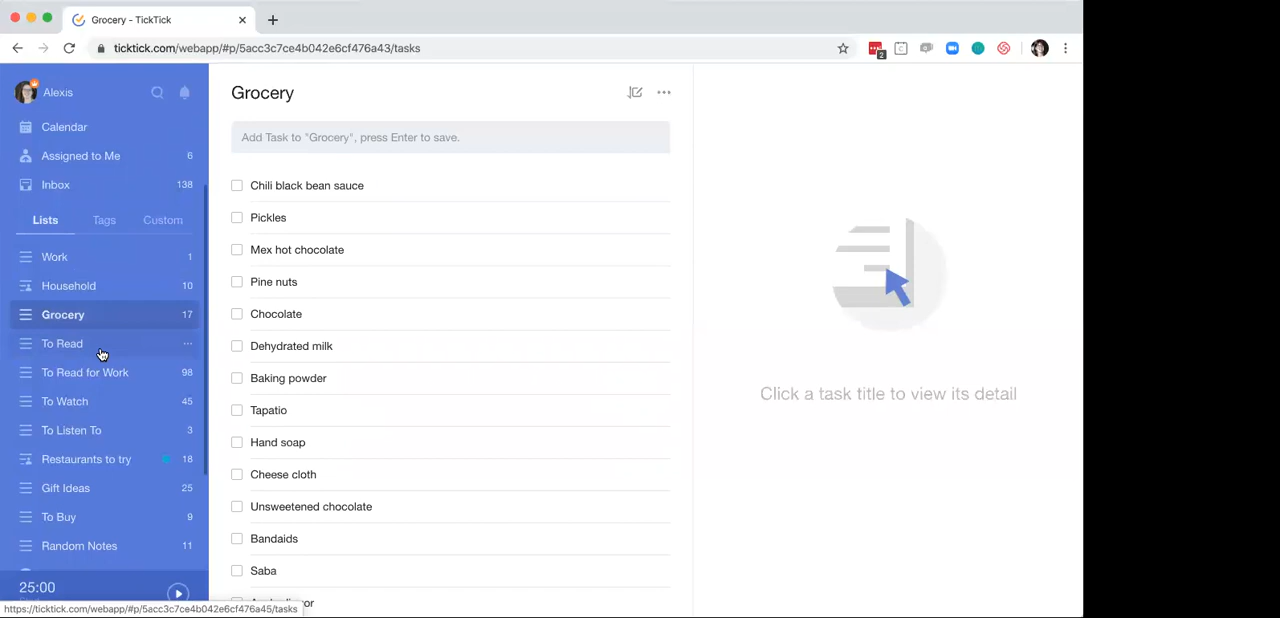 Grocery - TickTick
ticktick.com/webapp/#p/5acc3c7ce4b042e6cf476a43/tasks
2
Alexis
Calendar
Assigned to Me 6
Inbox 138
Lists Tags Custom
Work 1
Household 10
Grocery 17
To Read
To Read for Work 98
To Watch 45
To Listen To 3
Restaurants to try 18
Gift Ideas 25
To Buy 9
Random Notes 11
25:00
https://ticktick.com/webapp/#p/5acc3c7ce4b042e6cf476a45/tasks
Grocery
Add Task to "Grocery", press Enter to save.
Chili black bean sauce
Pickles
Mex hot chocolate
Pine nuts
Chocolate
Dehydrated milk
Baking powder
Tapatio
Hand soap
Cheese cloth
Unsweetened chocolate
Bandaids
Saba
Click a task title to view its detail